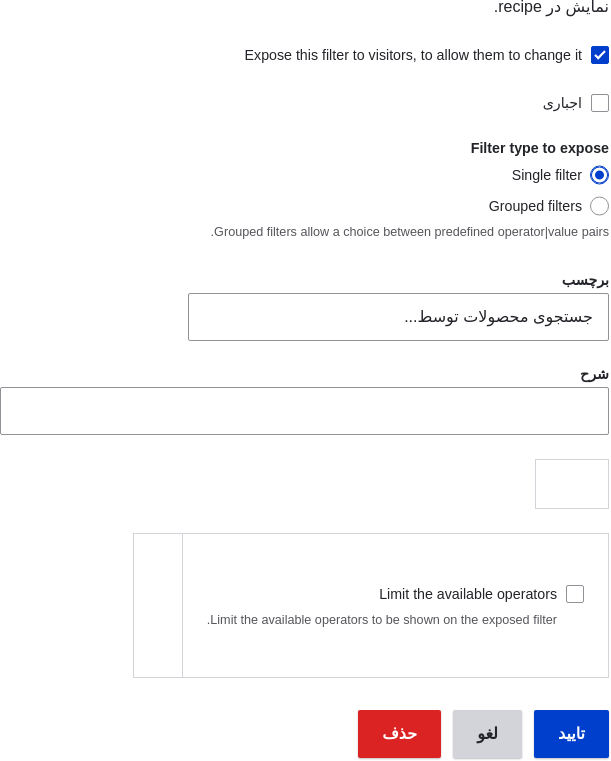 نمایش در recipe.
Expose this filter to visitors, to allow them to change it
اجباری
Filter type to expose
Single filter
Grouped filters
Grouped filters allow a choice between predefined operator|value pairs.
برچسب
جستجوی محصولات توسط...
شرح
Limit the available operators
Limit the available operators to be shown on the exposed filter.
تایید لغو حذف